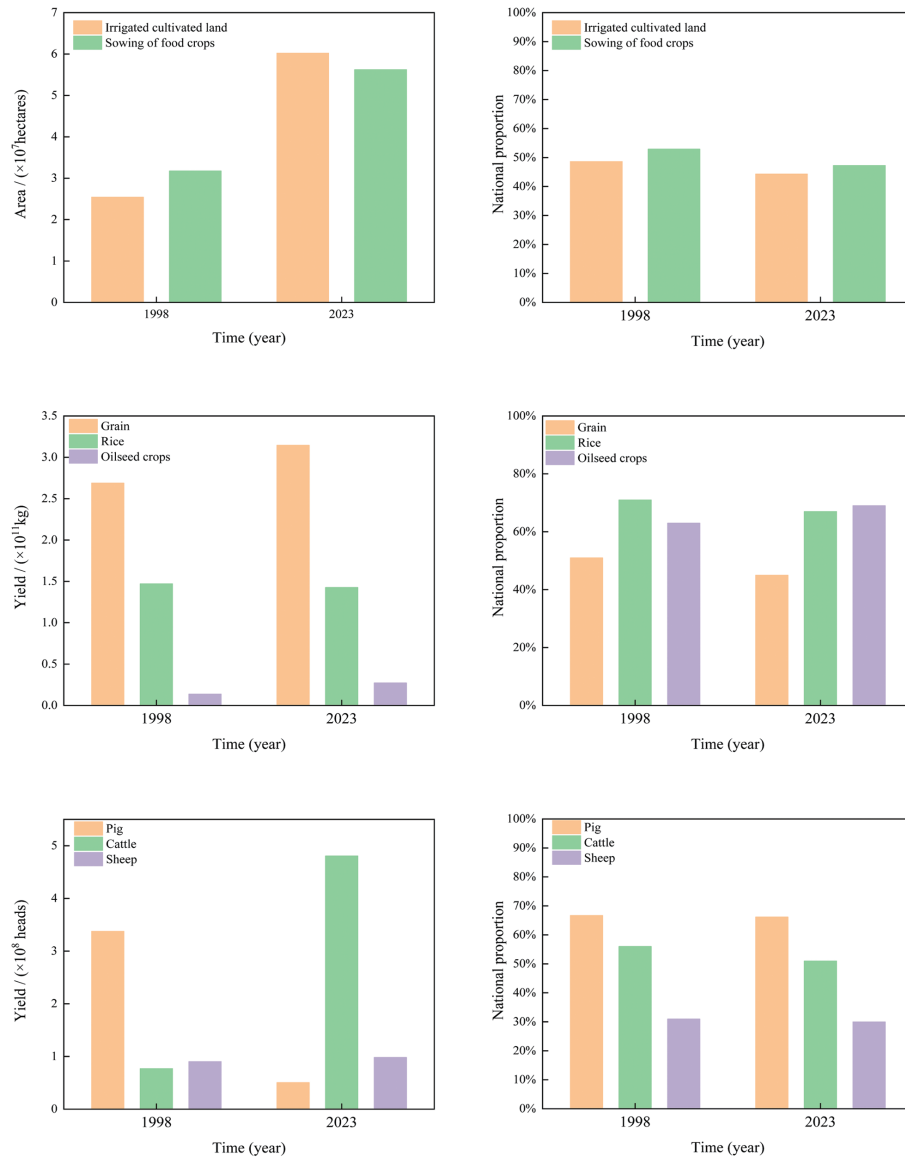 Irrigated cultivated land
Sowing of food crops
Area / (×10⁷hectares)
7
6
5
4
3
2
1
0
1998
2023
Time (year)
Irrigated cultivated land
Sowing of food crops
National proportion
100%
90%
80%
70%
60%
50%
40%
30%
20%
10%
0%
1998
2023
Time (year)
Grain
Rice
Oilseed crops
Yield / (×10¹¹kg)
3.5
3.0
2.5
2.0
1.5
1.0
0.5
0.0
1998
2023
Time (year)
Grain
Rice
Oilseed crops
National proportion
100%
80%
60%
40%
20%
0%
1998
2023
Time (year)
Pig
Cattle
Sheep
Yield / (×10⁸ heads)
5
4
3
2
1
0
1998
2023
Time (year)
Pig
Cattle
Sheep
National proportion
100%
90%
80%
70%
60%
50%
40%
30%
20%
10%
0%
1998
2023
Time (year)